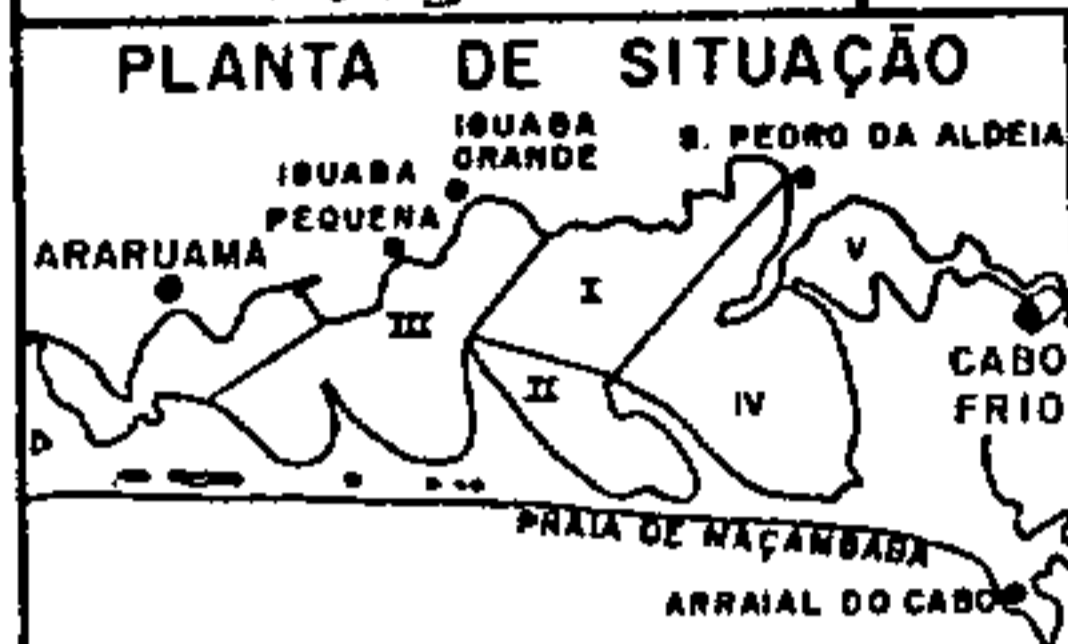 PLANTA DE SITUAÇÃO
IGUABA
GRANDE
S. PEDRO DA ALDEIA
IGUABA
PEQUENA
ARARUAMA
V
I
III
CABO
FRIO
II
IV
PRAIA DE MAÇAMBABA
ARRAIAL DO CABO